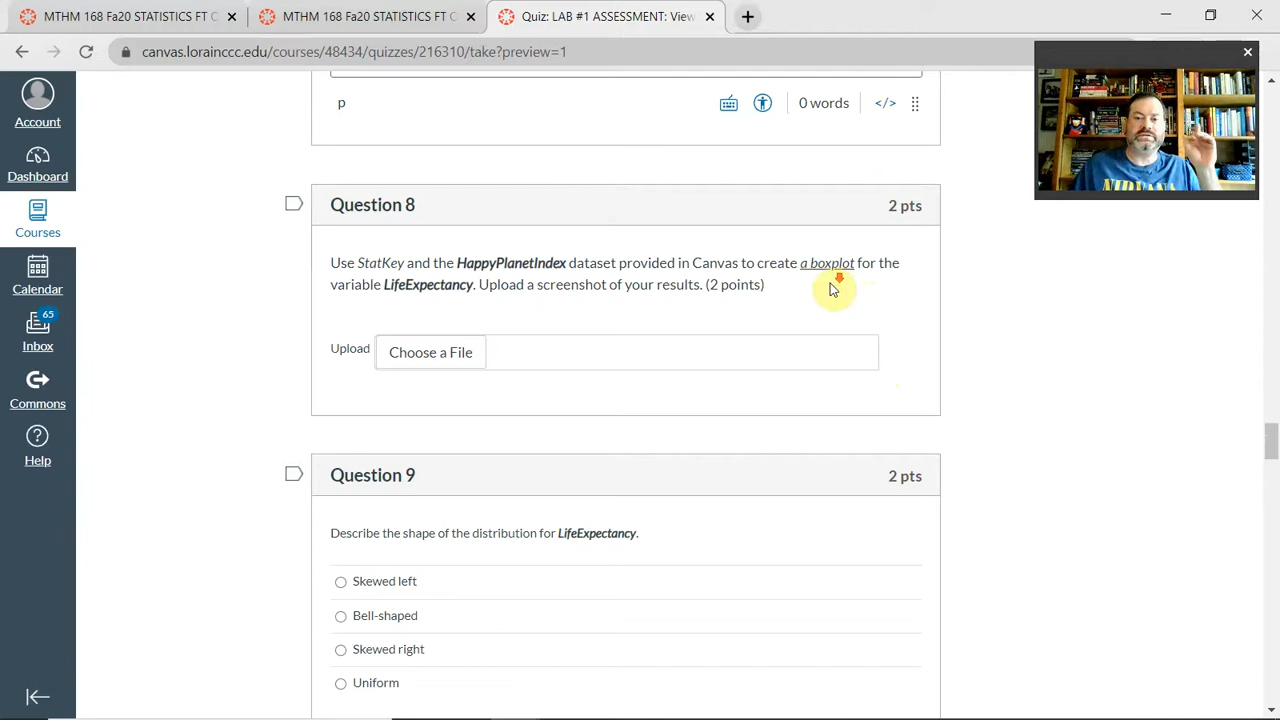 MTHM 168 Fa20 STATISTICS FT C
MTHM 168 Fa20 STATISTICS FT C
Quiz: LAB #1 ASSESSMENT: View
canvas.lorainccc.edu/courses/48434/quizzes/216310/take?preview=1
Account
Dashboard
Courses
Calendar
65
Inbox
Commons
Help
p
0 words
</>
Question 8
2 pts
Use StatKey and the HappyPlanetIndex dataset provided in Canvas to create a boxplot for the
variable LifeExpectancy. Upload a screenshot of your results. (2 points)
Upload
Choose a File
Question 9
2 pts
Describe the shape of the distribution for LifeExpectancy.
Skewed left
Bell-shaped
Skewed right
Uniform